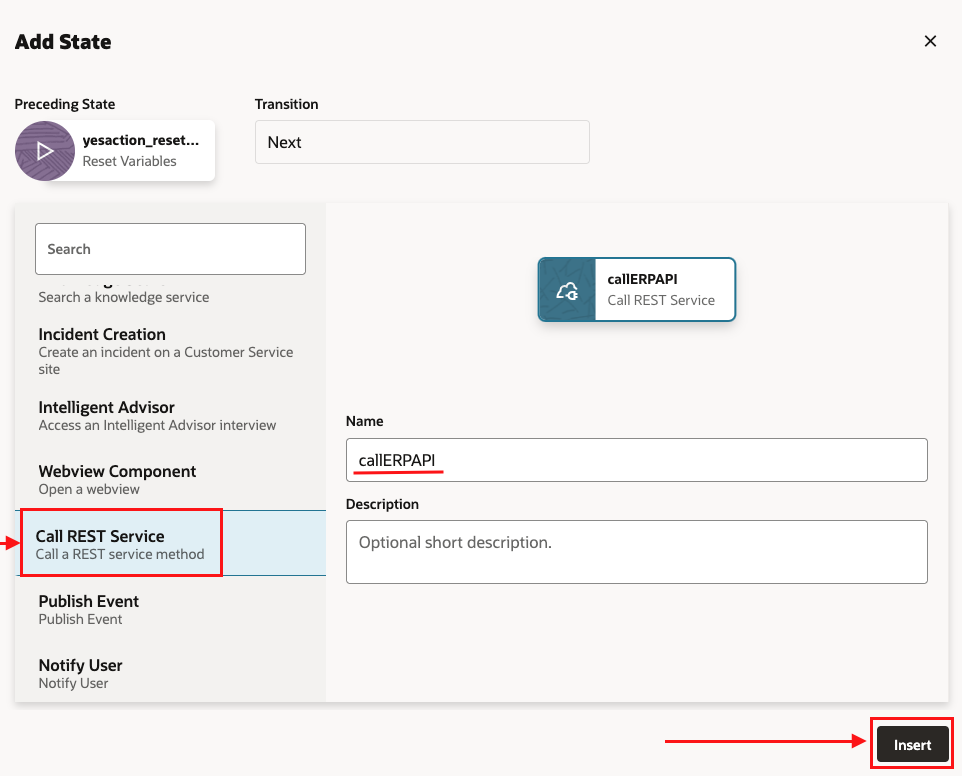 Add State
Preceding State
Transition
yesaction_reset...
Reset Variables
Next
Search
Search a knowledge service
Incident Creation
Create an incident on a Customer Service
site
Intelligent Advisor
Access an Intelligent Advisor interview
Webview Component
Open a webview
Call REST Service
Call a REST service method
Publish Event
Publish Event
Notify User
Notify User
callERPAPI
Call REST Service
Name
callERPAPI
Description
Optional short description.
Insert